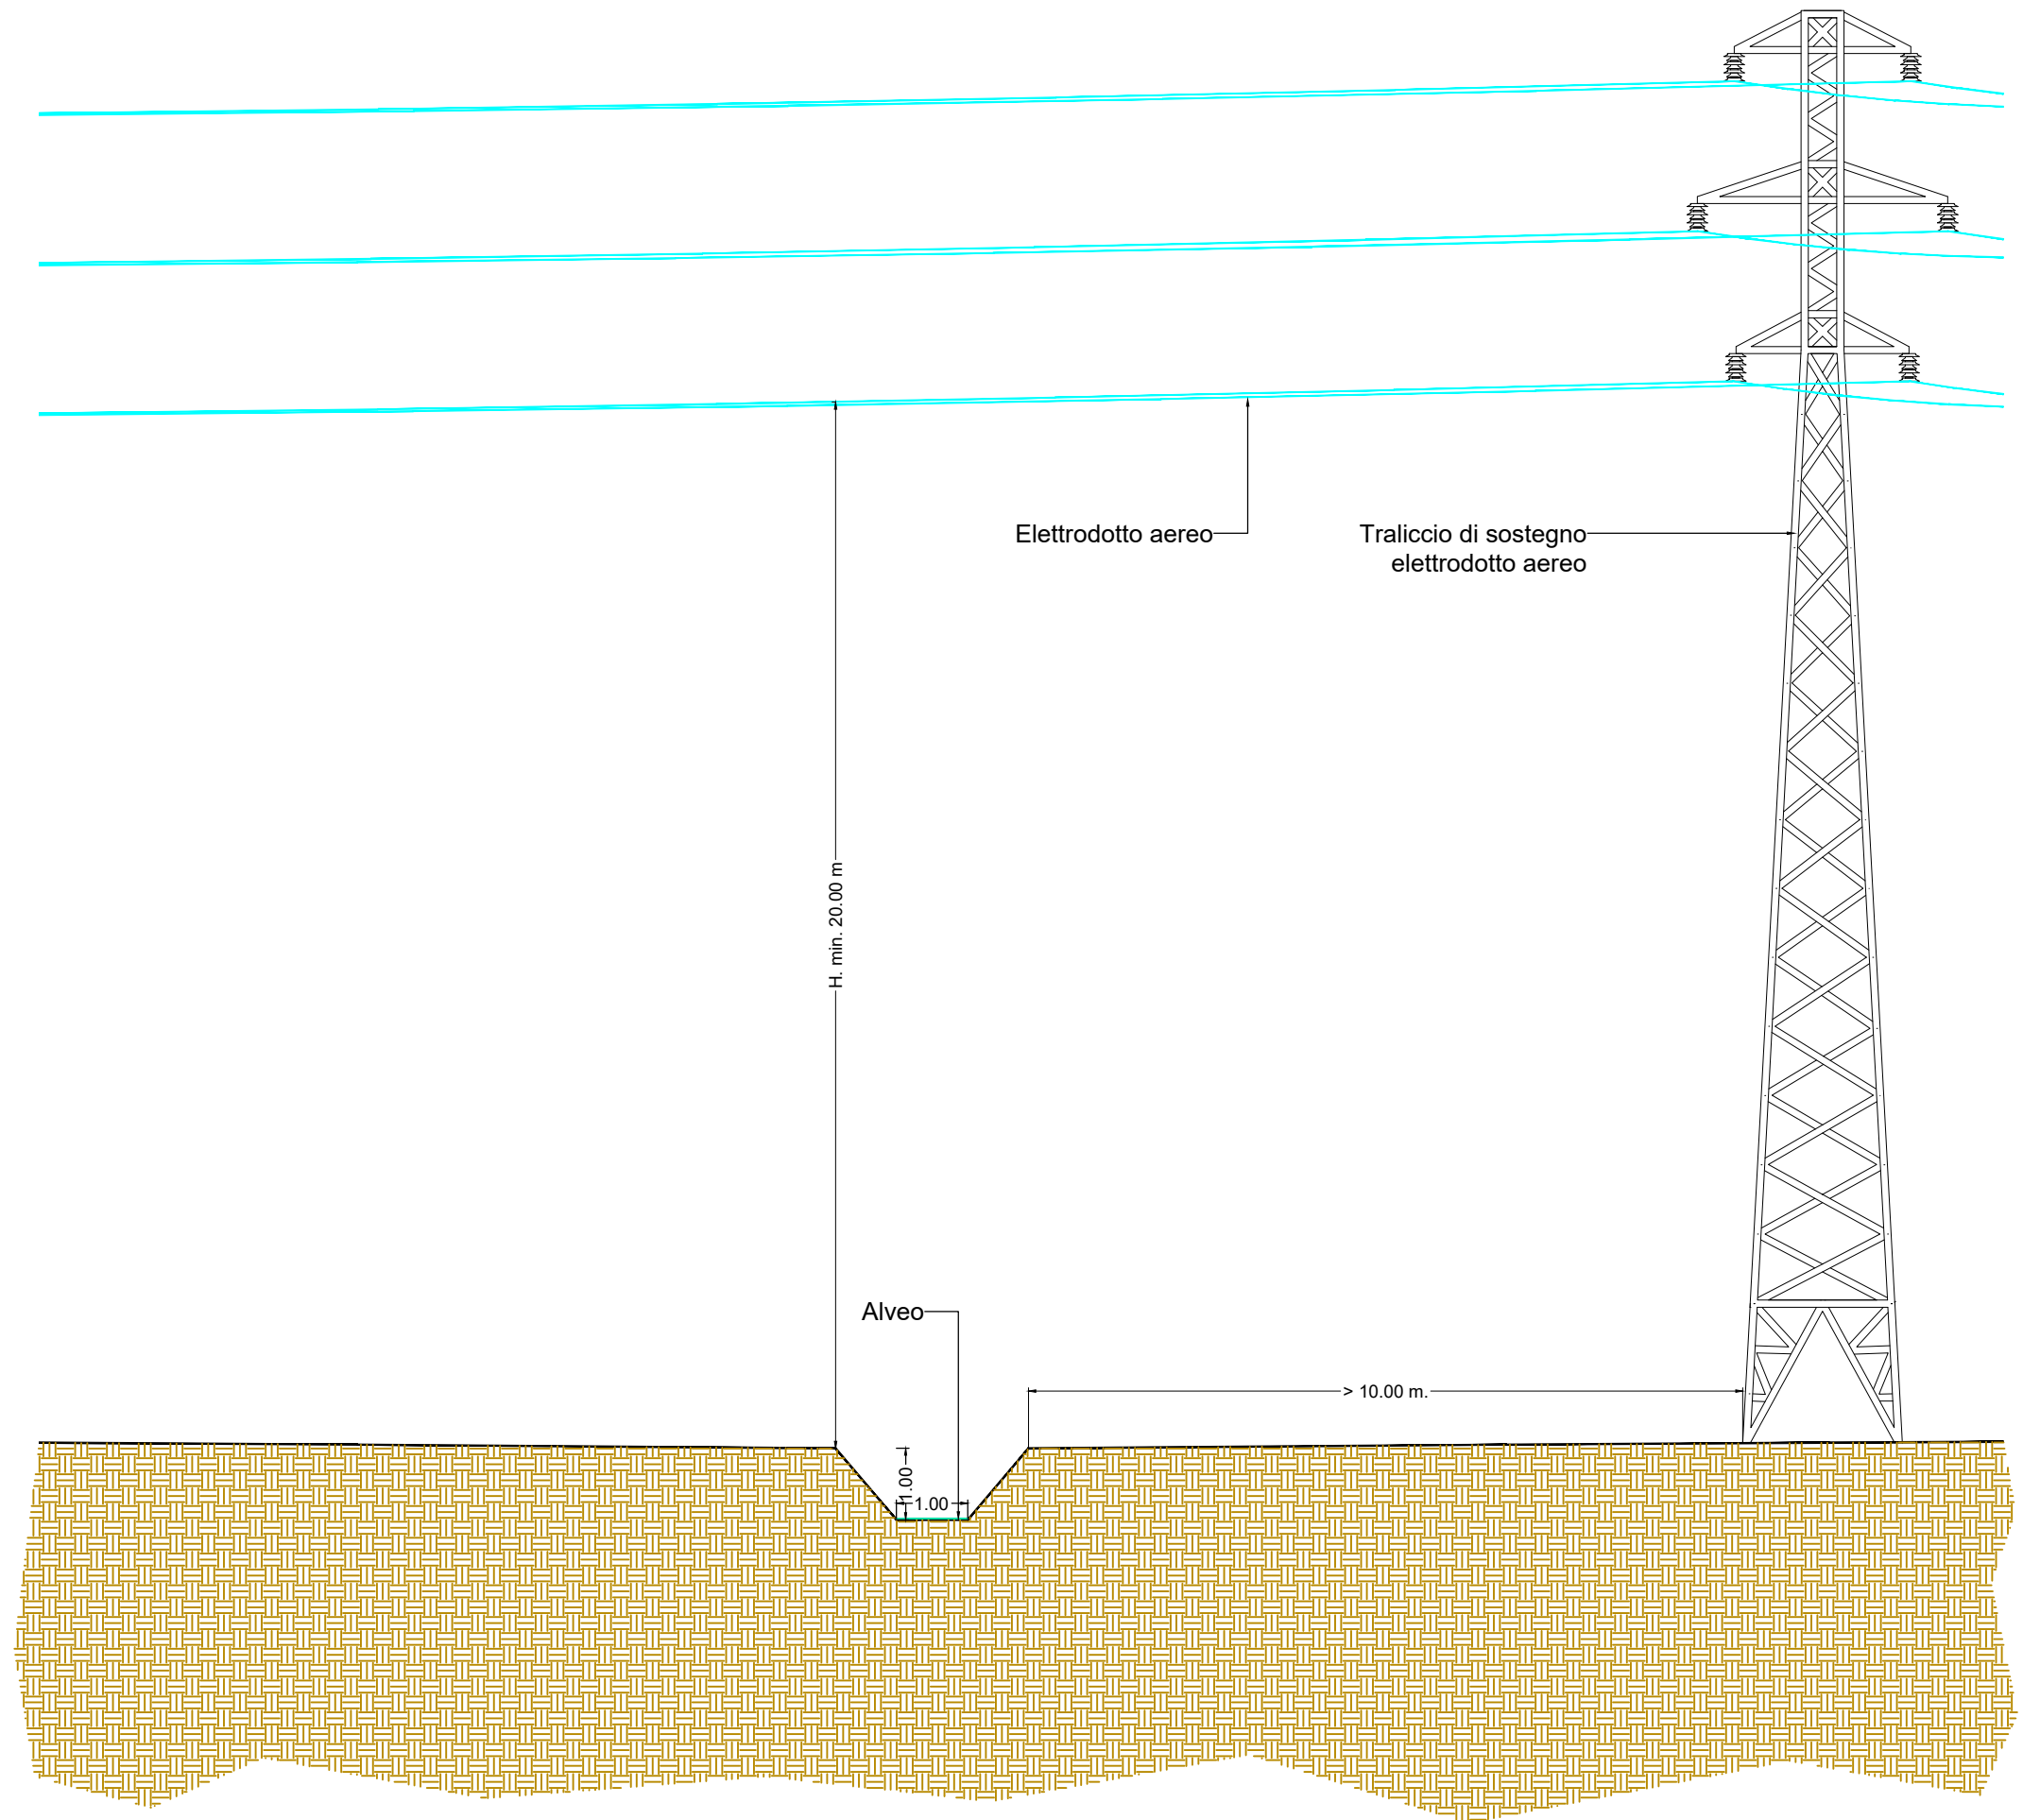 Elettrodotto aereo
Traliccio di sostegno
elettrodotto aereo
H. min. 20.00 m
Alveo
> 10.00 m.
1.00
1.00